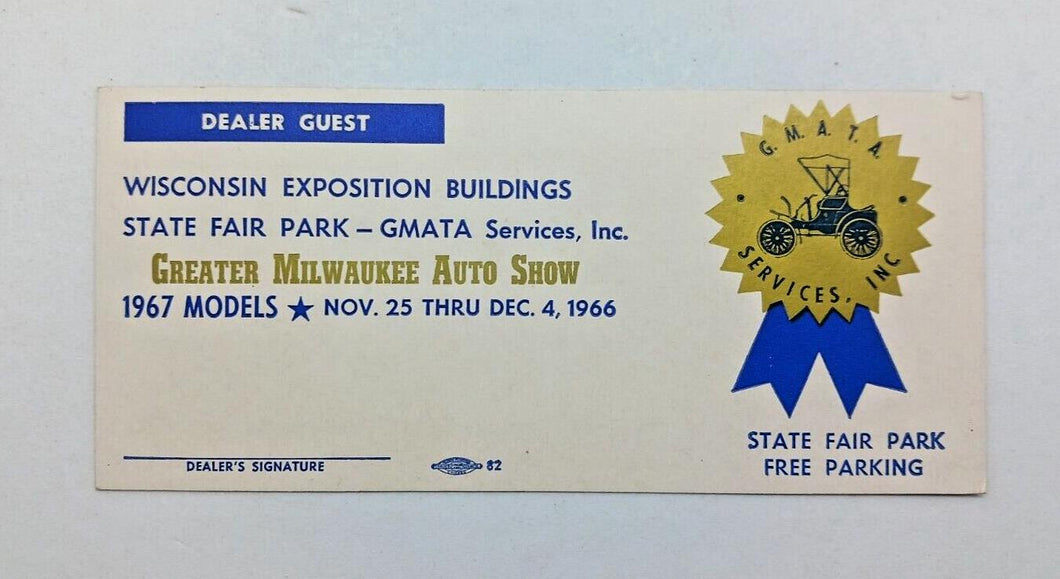 DEALER GUEST
WISCONSIN EXPOSITION BUILDINGS
STATE FAIR PARK – GMATA Services, Inc.
GREATER MILWAUKEE AUTO SHOW
1967 MODELS ★ NOV. 25 THRU DEC. 4, 1966
DEALER'S SIGNATURE
82
G. M. A. T. A.
SERVICES, INC
STATE FAIR PARK
FREE PARKING